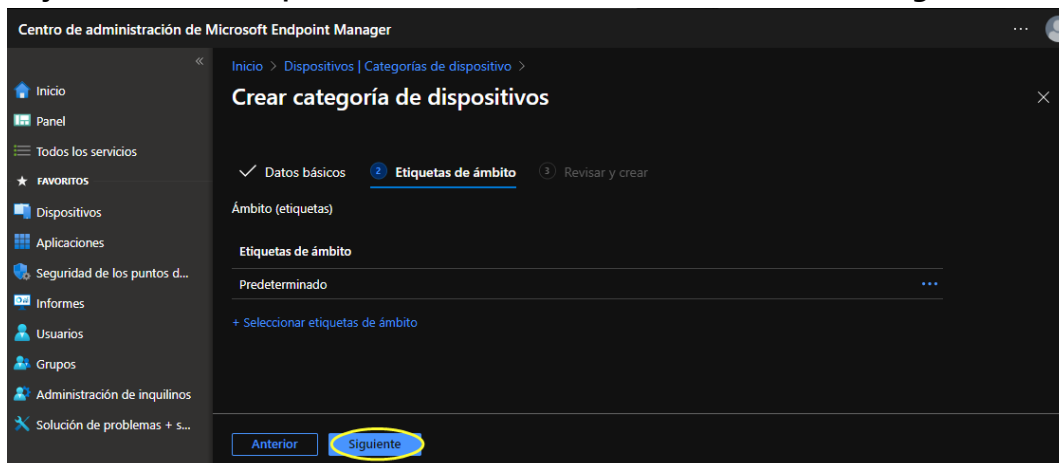 Centro de administración de Microsoft Endpoint Manager
Inicio > Dispositivos | Categorías de dispositivo >
Crear categoría de dispositivos
Inicio
Panel
Todos los servicios
FAVORITOS
Dispositivos
Aplicaciones
Seguridad de los puntos d...
Informes
Usuarios
Grupos
Administración de inquilinos
Solución de problemas + s...
Datos básicos 2 Etiquetas de ámbito 3 Revisar y crear
Ámbito (etiquetas)
Etiquetas de ámbito
Predeterminado
+ Seleccionar etiquetas de ámbito
Anterior Siguiente